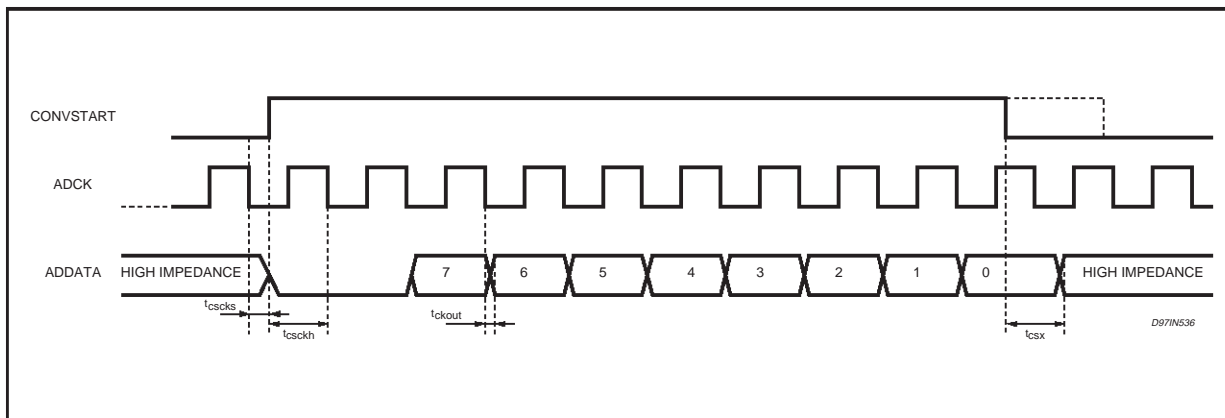 CONVSTART
ADCK
ADDATA HIGH IMPEDANCE 7 6 5 4 3 2 1 0 HIGH IMPEDANCE
tcscks tckout
tcsckh tcsx D97IN536